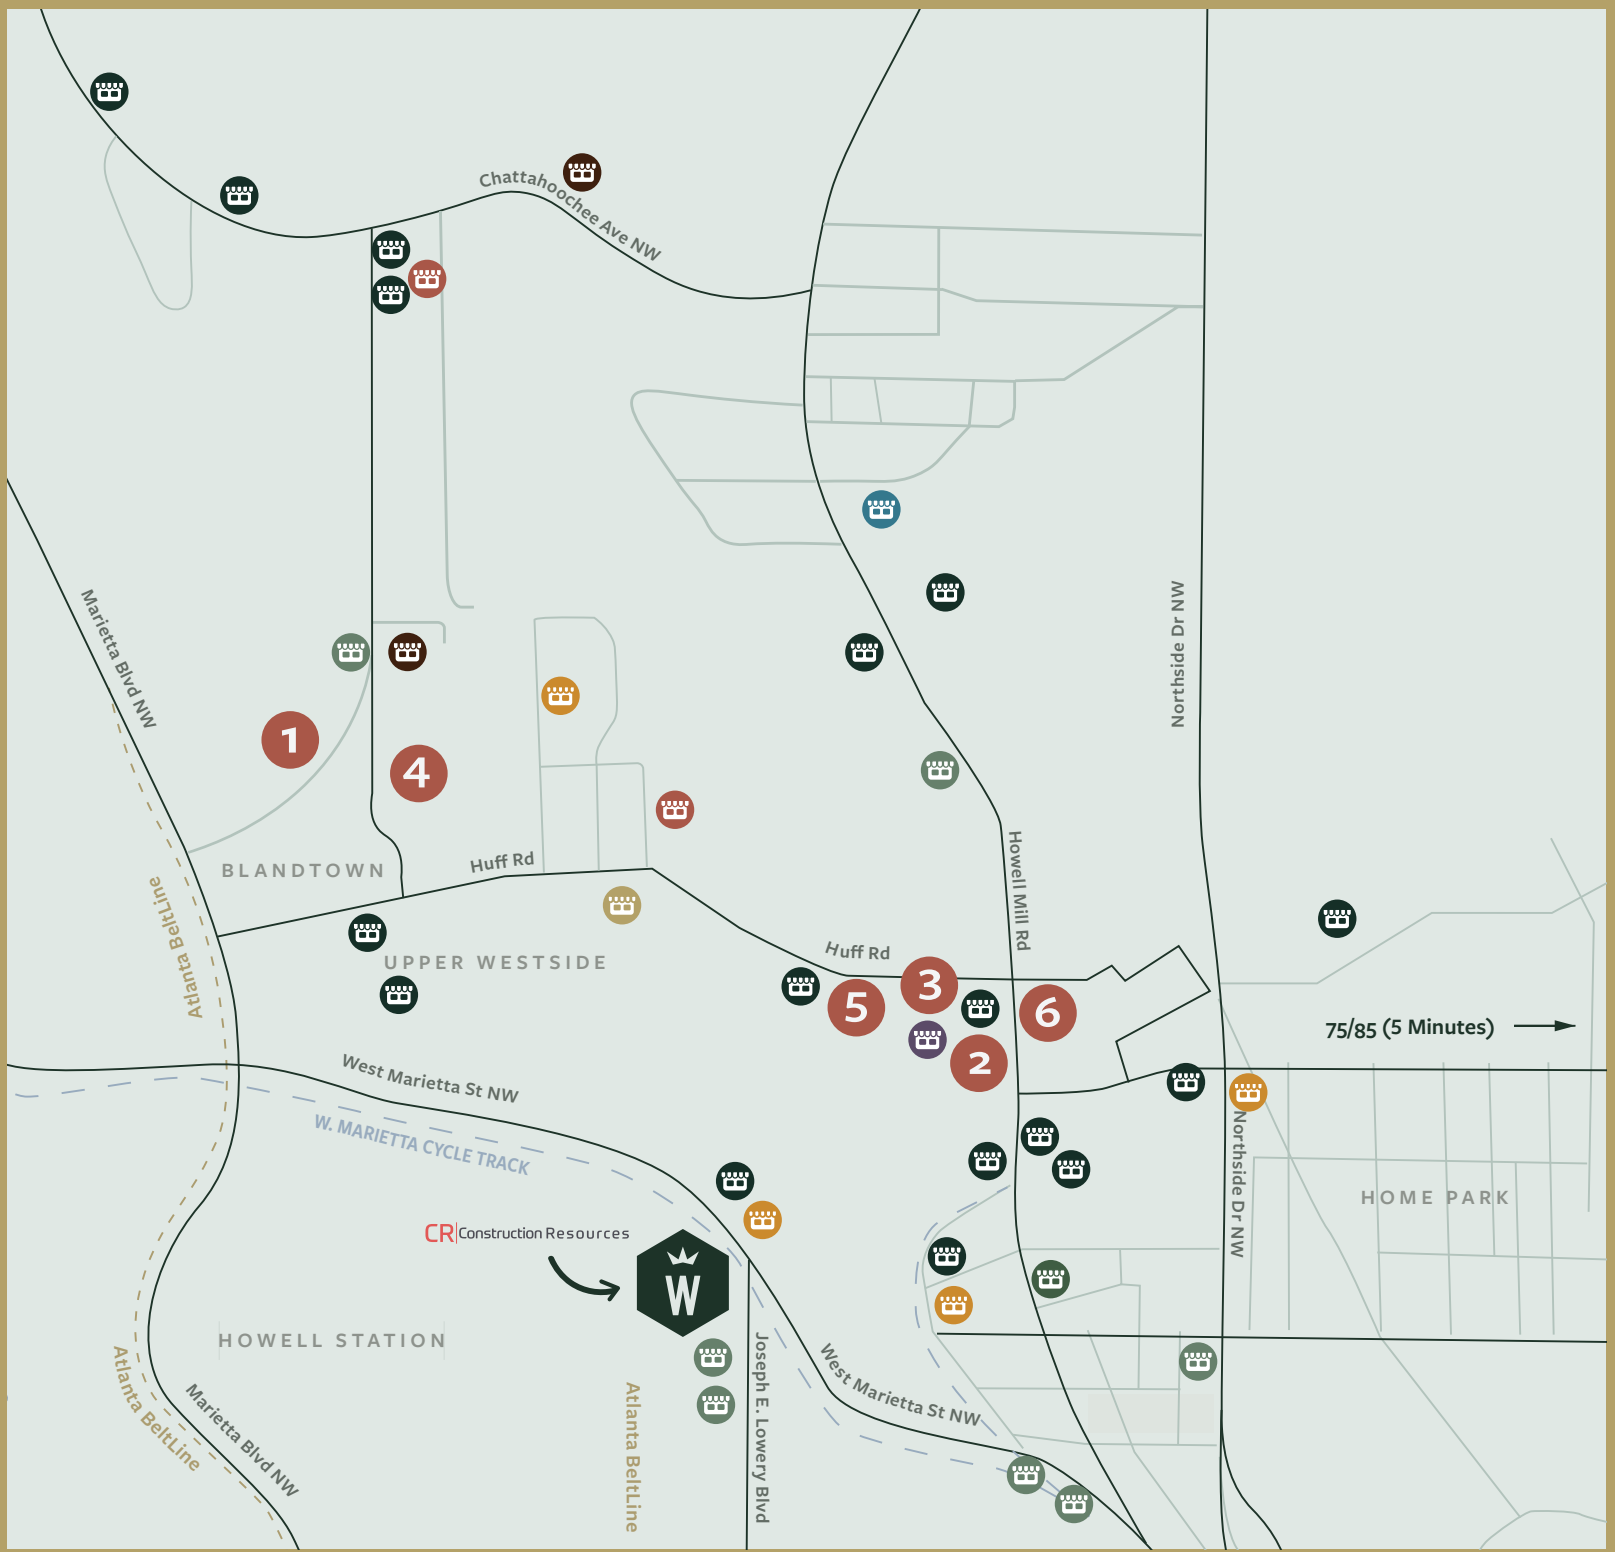 Chattahoochee Ave NW
Marietta Blvd NW
Northside Dr NW
1
4
BLANDTOWN
Huff Rd
Howell Mill Rd
Atlanta BeltLine
UPPER WESTSIDE
Huff Rd
3
5
6
2
75/85 (5 Minutes)
West Marietta St NW
W. MARIETTA CYCLE TRACK
Northside Dr NW
HOME PARK
CR Construction Resources
W
HOWELL STATION
Atlanta BeltLine
Marietta Blvd NW
Atlanta BeltLine
Joseph E. Lowery Blvd
West Marietta St NW